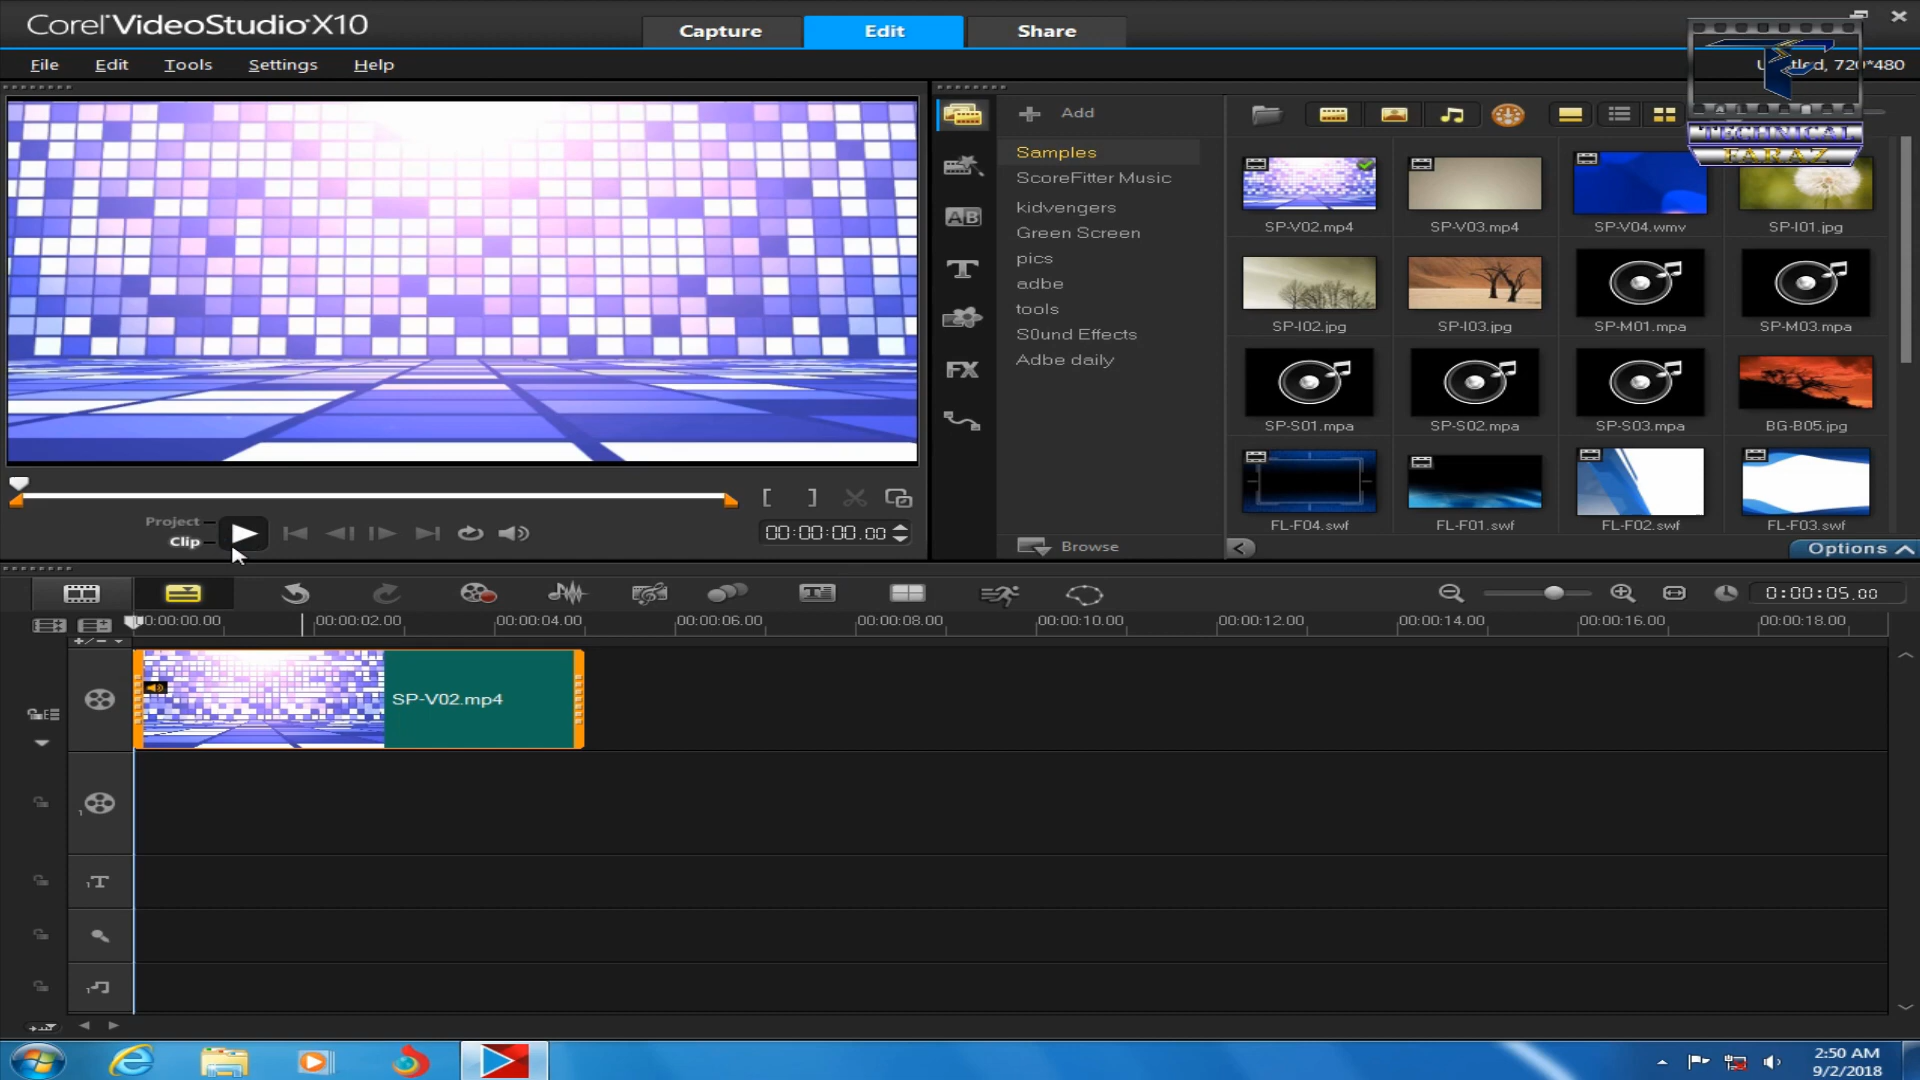 Corel VideoStudio X10
Capture
Edit
Share
File
Edit
Tools
Settings
Help
Untitled, 720*480
TECHNICAL
FARAZ
Add
Samples
ScoreFitter Music
kidvengers
Green Screen
pics
adbe
tools
S0und Effects
Adbe daily
Browse
AB
T
FX
SP-V02.mp4
SP-V03.mp4
SP-V04.wmv
SP-I01.jpg
SP-I02.jpg
SP-I03.jpg
SP-M01.mpa
SP-M03.mpa
SP-S01.mpa
SP-S02.mpa
SP-S03.mpa
BG-B05.jpg
FL-F04.swf
FL-F01.swf
FL-F02.swf
FL-F03.swf
Options
Project
Clip
[ ]
00:00:00.00
0:00:05.00
00:00:00.00
00:00:02.00
00:00:04.00
00:00:06.00
00:00:08.00
00:00:10.00
00:00:12.00
00:00:14.00
00:00:16.00
00:00:18.00
SP-V02.mp4
1
1T
1
2:50 AM
9/2/2018